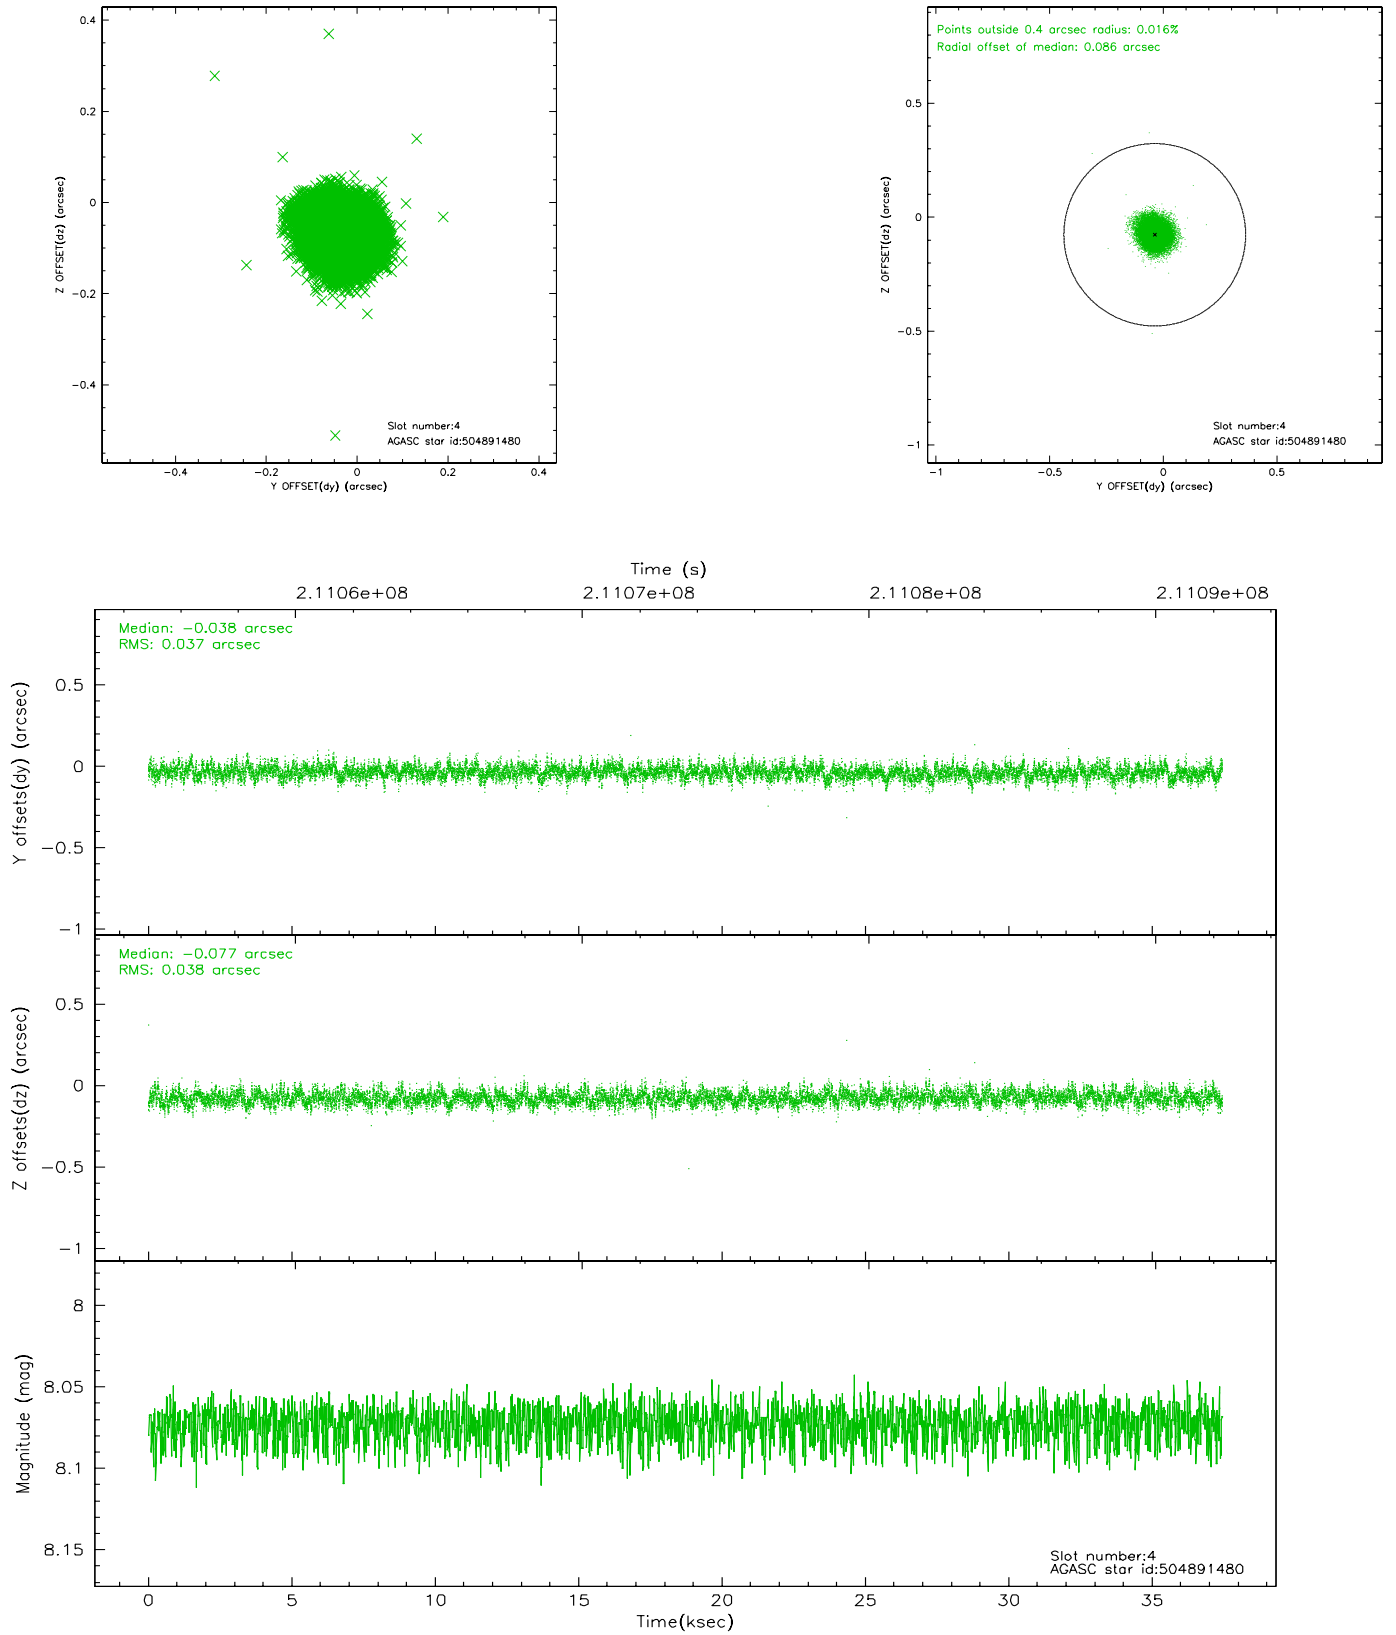 0.4
0.2
0
−0.2
−0.4
Z OFFSET(dz) (arcsec)
Slot number:4
AGASC star id:504891480
−0.4 −0.2 0 0.2 0.4
Y OFFSET(dy) (arcsec)
Points outside 0.4 arcsec radius: 0.016%
Radial offset of median: 0.086 arcsec
0.5
0
−0.5
−1
Z OFFSET(dz) (arcsec)
Slot number:4
AGASC star id:504891480
−1 −0.5 0 0.5
Y OFFSET(dy) (arcsec)
Time (s)
2.1106e+08 2.1107e+08 2.1108e+08 2.1109e+08
Median: −0.038 arcsec
RMS: 0.037 arcsec
0.5
0
−0.5
−1
Y offsets(dy) (arcsec)
Median: −0.077 arcsec
RMS: 0.038 arcsec
0.5
0
−0.5
−1
Z offsets(dz) (arcsec)
8
8.05
8.1
8.15
Magnitude (mag)
Slot number:4
AGASC star id:504891480
0 5 10 15 20 25 30 35
Time(ksec)